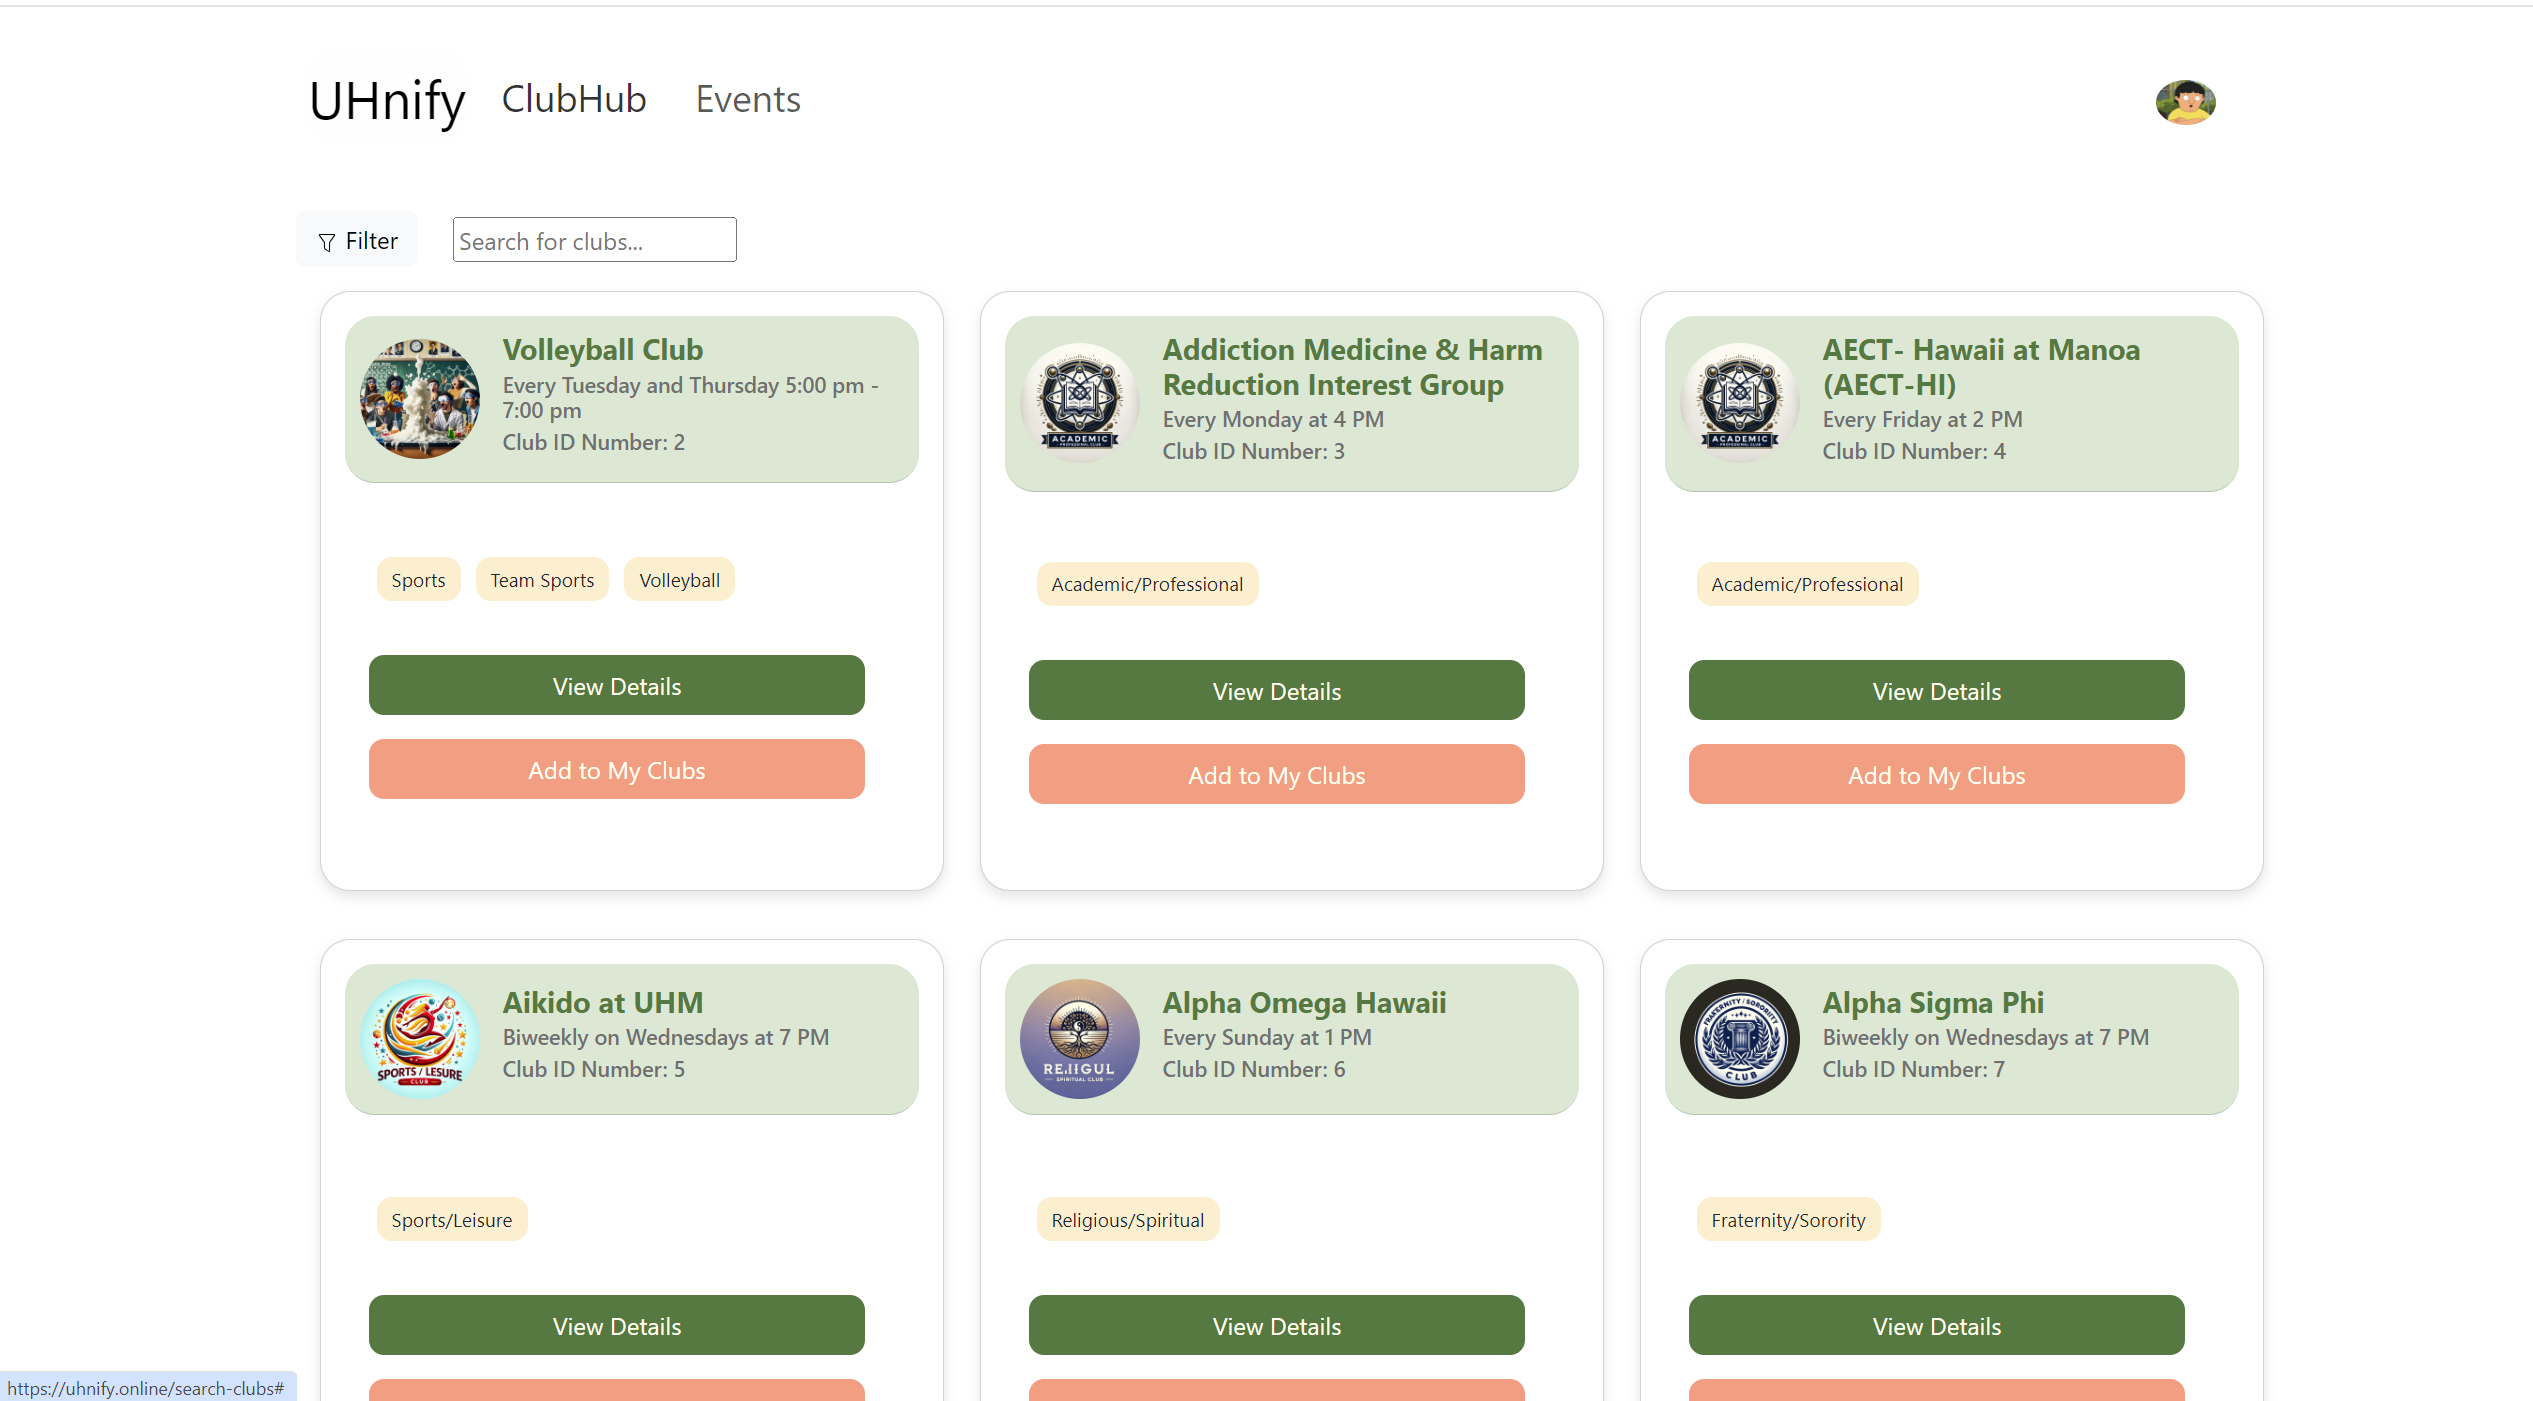 UHnify ClubHub Events
Filter Search for clubs...
Volleyball Club
Every Tuesday and Thursday 5:00 pm -
7:00 pm
Club ID Number: 2
Sports Team Sports Volleyball
View Details
Add to My Clubs
ACADEMIC
PROFESSIONAL CLUB
Addiction Medicine & Harm
Reduction Interest Group
Every Monday at 4 PM
Club ID Number: 3
Academic/Professional
View Details
Add to My Clubs
ACADEMIC
PROFESSIONAL CLUB
AECT- Hawaii at Manoa
(AECT-HI)
Every Friday at 2 PM
Club ID Number: 4
Academic/Professional
View Details
Add to My Clubs
SPORTS / LESURE
CLUB
Aikido at UHM
Biweekly on Wednesdays at 7 PM
Club ID Number: 5
Sports/Leisure
View Details
SPIRITUAL CLUB
Alpha Omega Hawaii
Every Sunday at 1 PM
Club ID Number: 6
Religious/Spiritual
View Details
CLUB
Alpha Sigma Phi
Biweekly on Wednesdays at 7 PM
Club ID Number: 7
Fraternity/Sorority
View Details
https://uhnify.online/search-clubs#